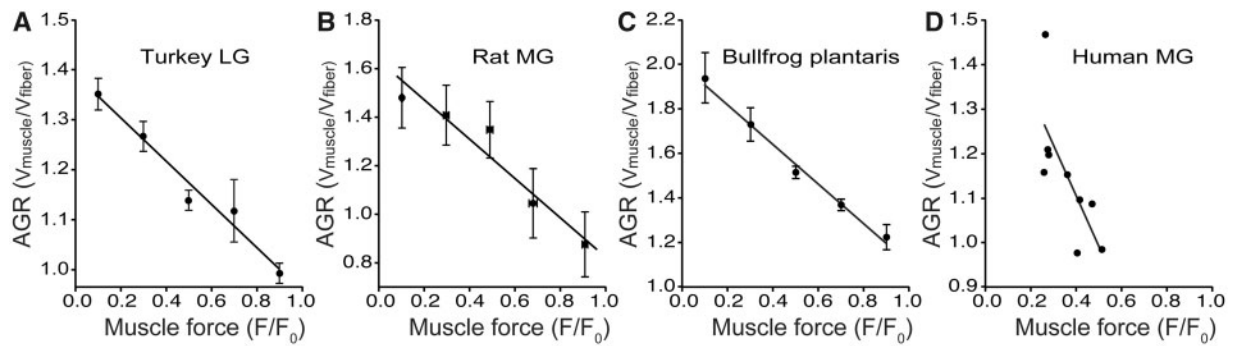 A
Turkey LG
AGR (Vmuscle/Vfiber)
1.5
1.4
1.3
1.2
1.1
1.0
0.0 0.2 0.4 0.6 0.8 1.0
Muscle force (F/F0)
B
Rat MG
AGR (Vmuscle/Vfiber)
1.8
1.6
1.4
1.2
1.0
0.8
0.0 0.2 0.4 0.6 0.8 1.0
Muscle force (F/F0)
C
Bullfrog plantaris
AGR (Vmuscle/Vfiber)
2.2
2.0
1.8
1.6
1.4
1.2
1.0
0.0 0.2 0.4 0.6 0.8 1.0
Muscle force (F/F0)
D
Human MG
AGR (Vmuscle/Vfiber)
1.5
1.4
1.3
1.2
1.1
1.0
0.9
0.0 0.2 0.4 0.6 0.8 1.0
Muscle force (F/F0)